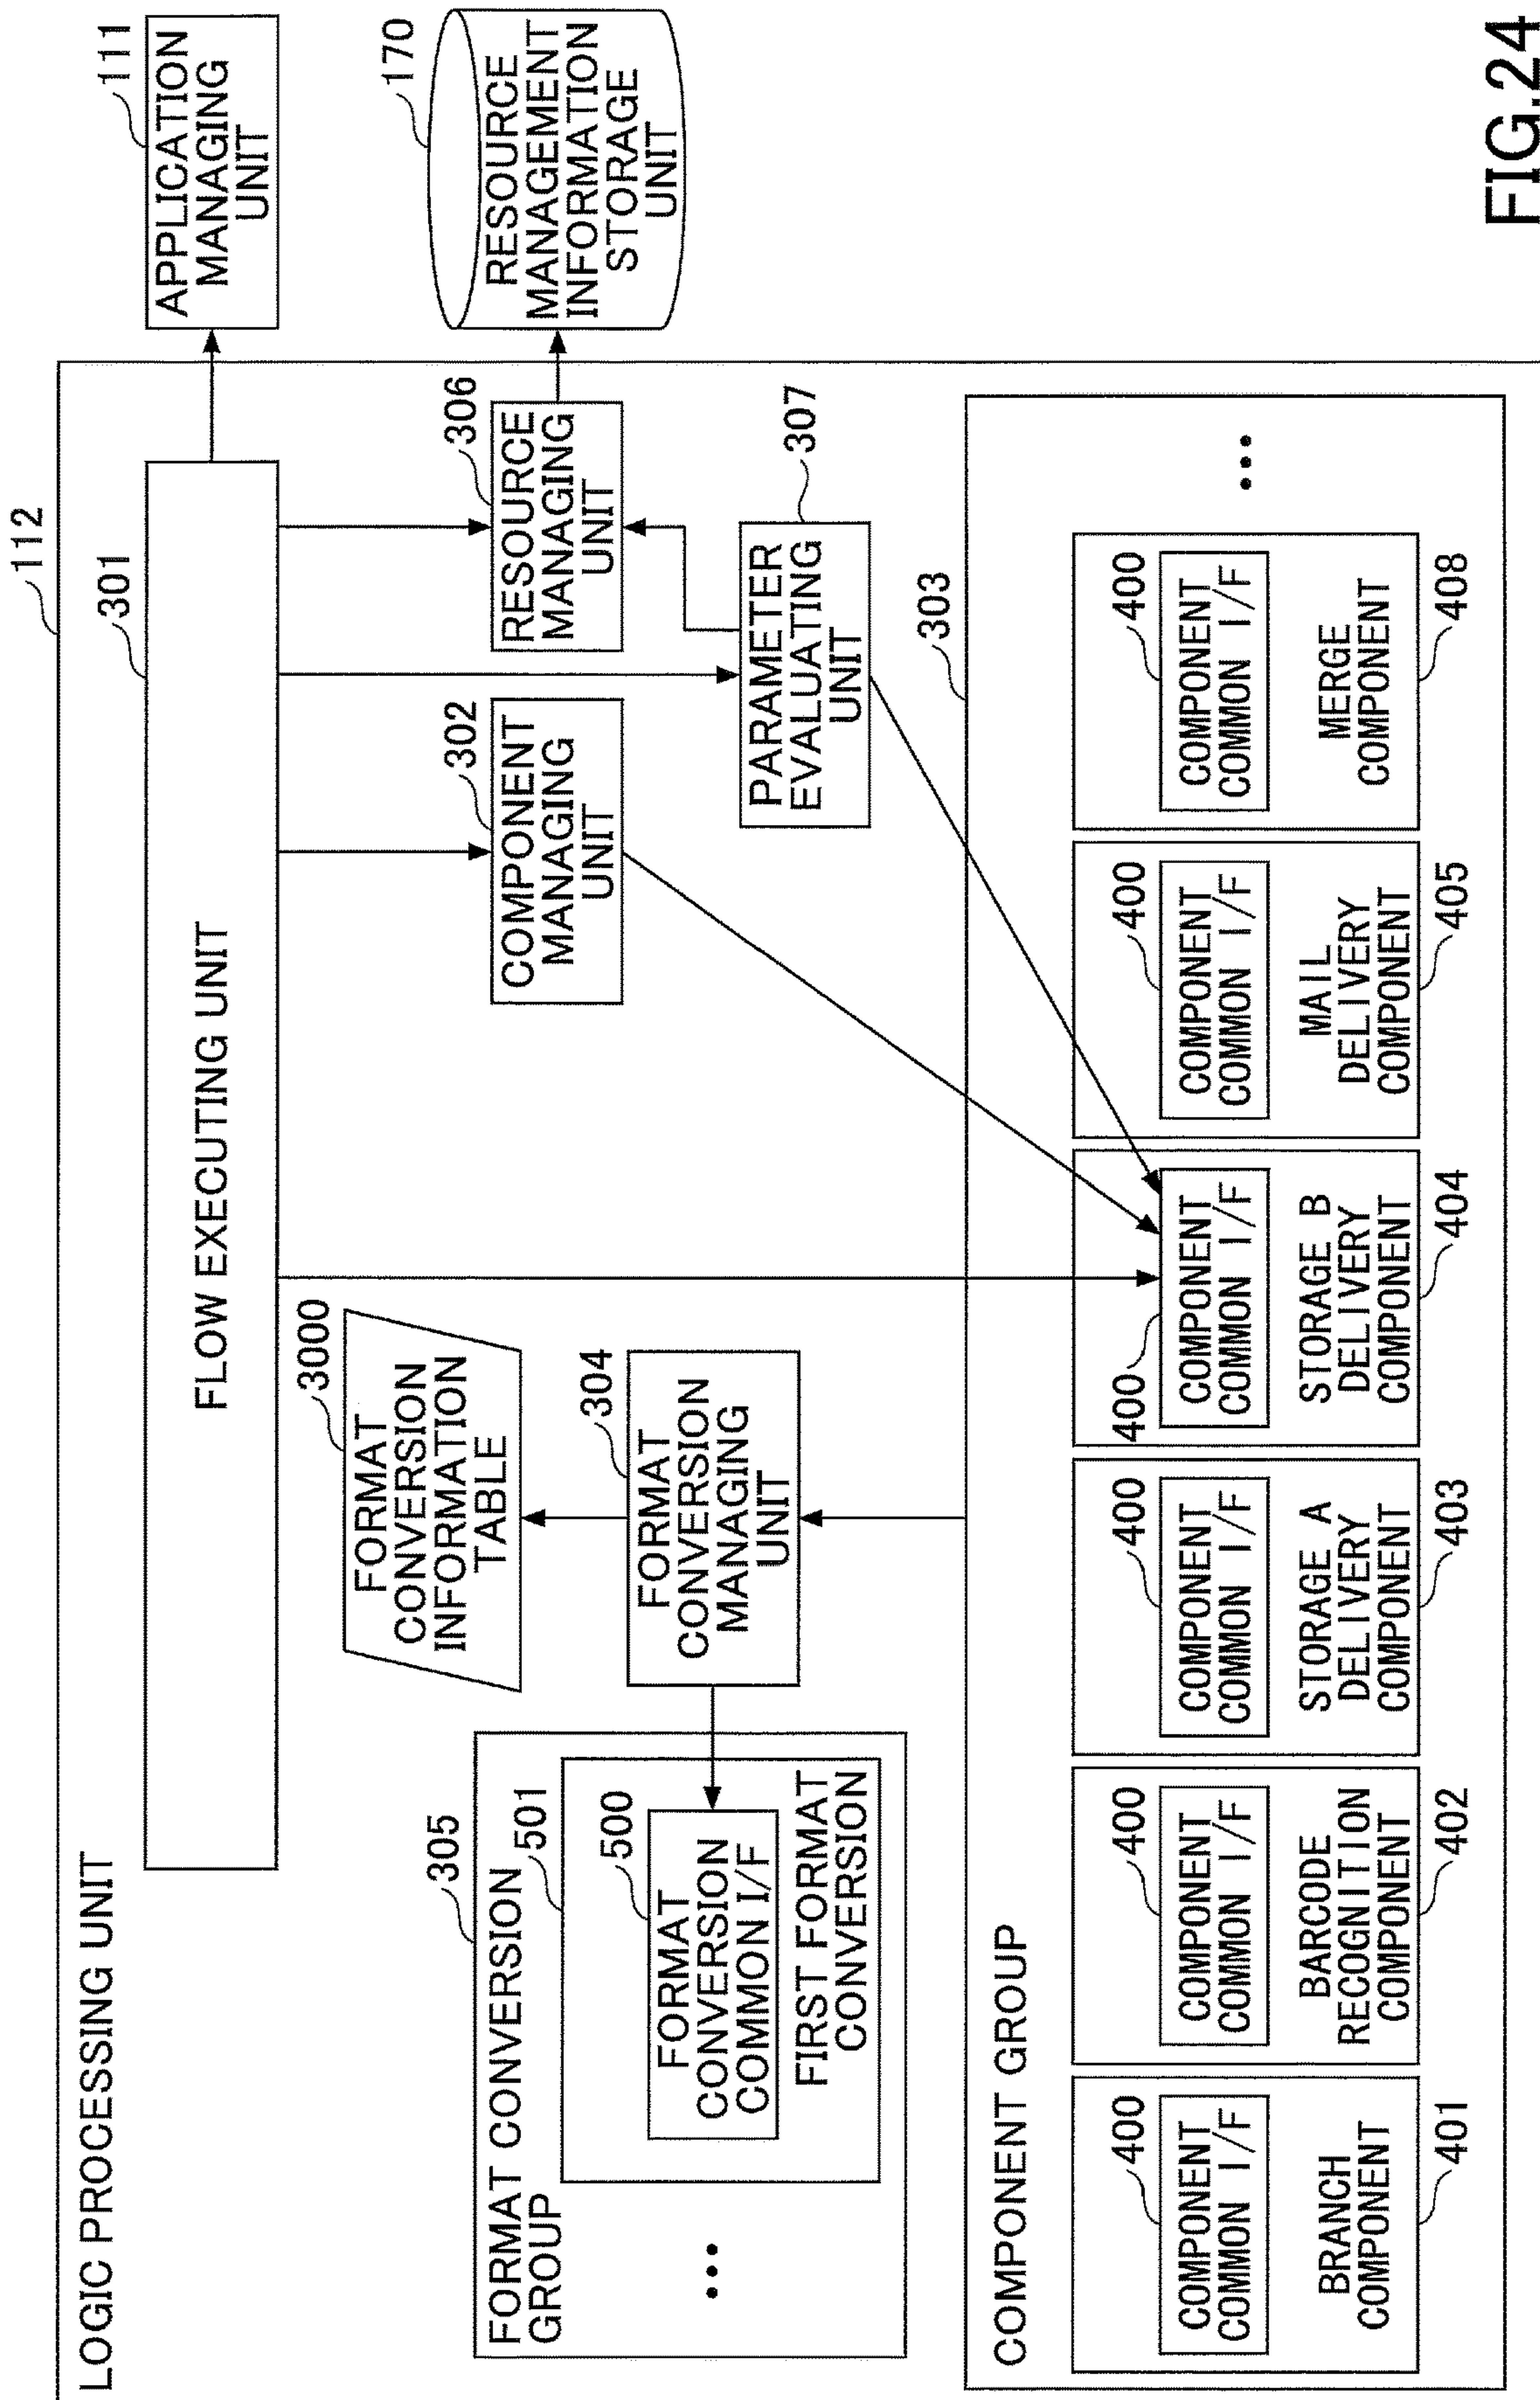 LOGIC PROCESSING UNIT
112
301
FLOW EXECUTING UNIT
111
APPLICATION
MANAGING
UNIT
170
RESOURCE
MANAGEMENT
INFORMATION
STORAGE
UNIT
3000
FORMAT
CONVERSION
INFORMATION
TABLE
302
COMPONENT
MANAGING
UNIT
306
RESOURCE
MANAGING
UNIT
304
FORMAT
CONVERSION
MANAGING
UNIT
307
PARAMETER
EVALUATING
UNIT
305
FORMAT CONVERSION
GROUP
501
500
FORMAT
CONVERSION
COMMON I/F
FIRST FORMAT
CONVERSION
...
303
COMPONENT GROUP
400
COMPONENT
COMMON I/F
BRANCH
COMPONENT
401
400
COMPONENT
COMMON I/F
BARCODE
RECOGNITION
COMPONENT
402
400
COMPONENT
COMMON I/F
STORAGE A
DELIVERY
COMPONENT
403
400
COMPONENT
COMMON I/F
STORAGE B
DELIVERY
COMPONENT
404
400
COMPONENT
COMMON I/F
MAIL
DELIVERY
COMPONENT
405
400
COMPONENT
COMMON I/F
MERGE
COMPONENT
408
...
FIG.24